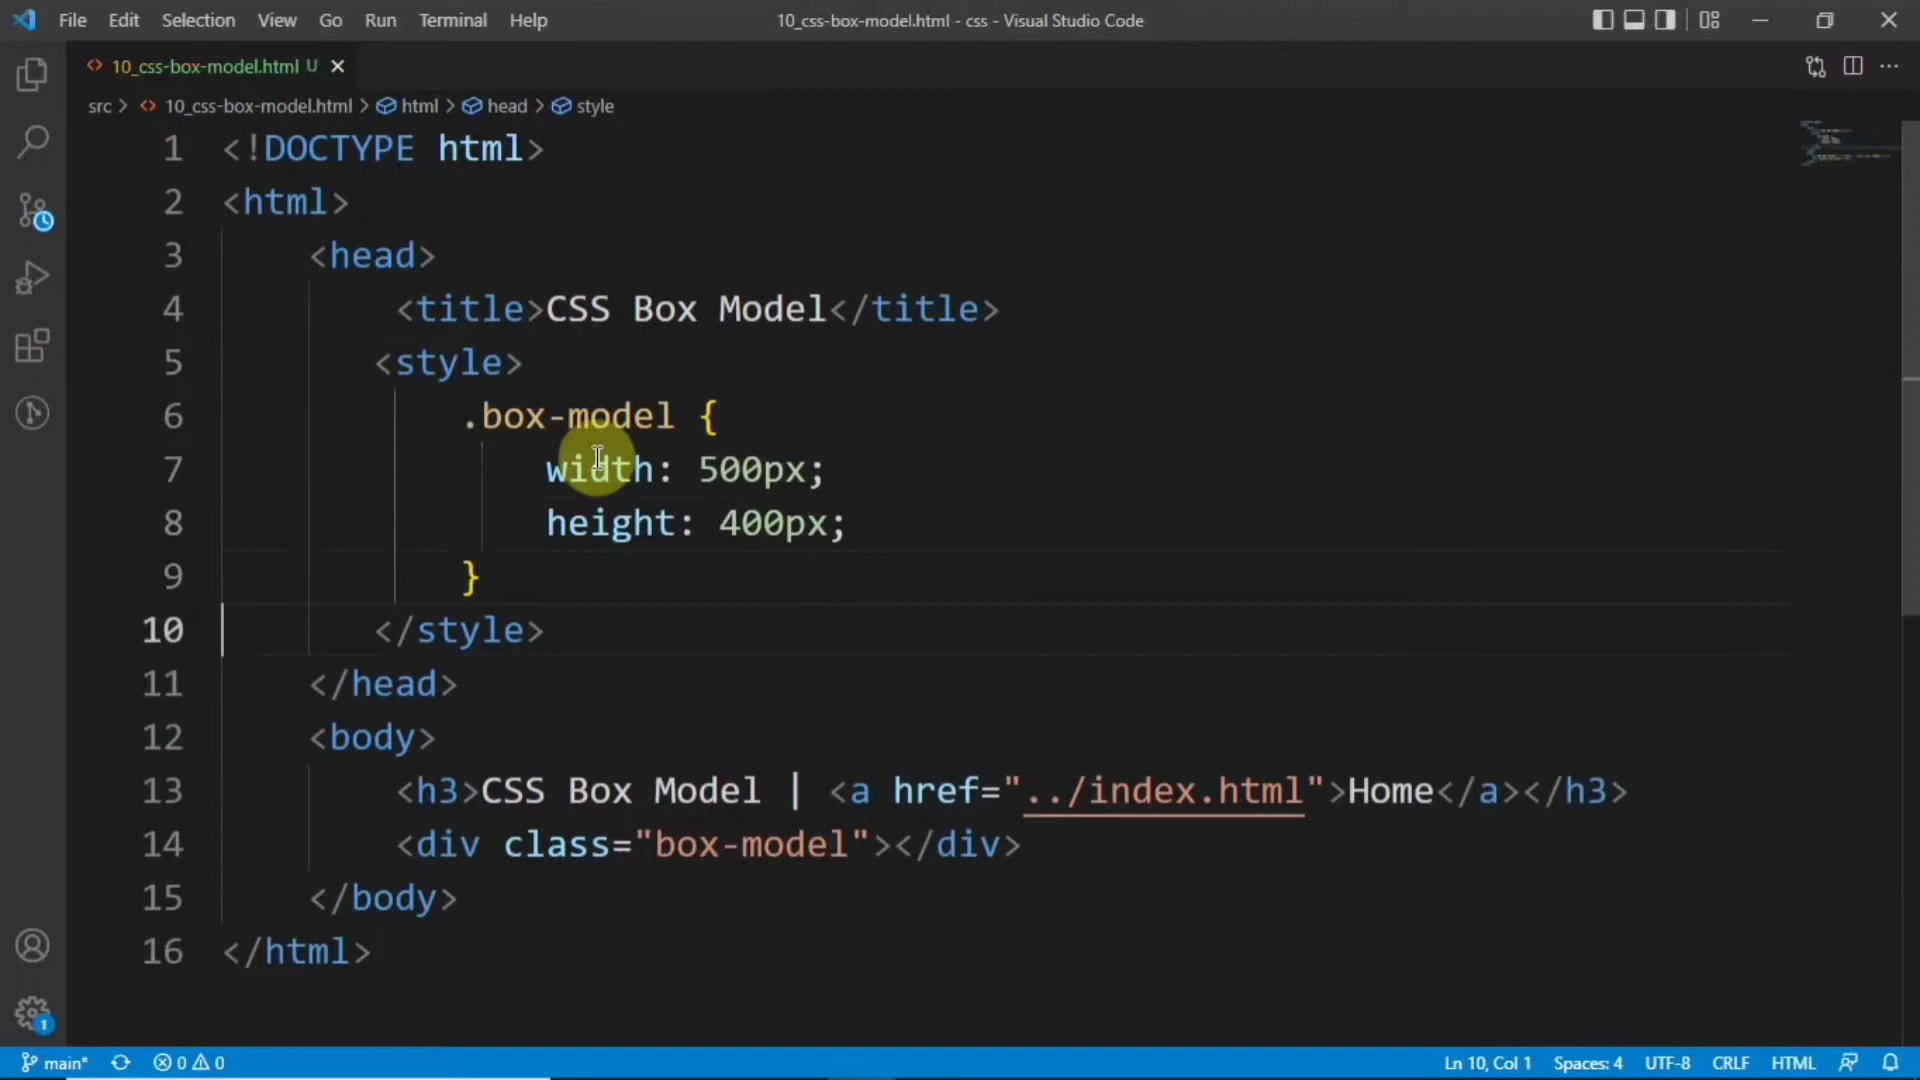 File Edit Selection View Go Run Terminal Help 10_css-box-model.html - css - Visual Studio Code
10_css-box-model.html U
src > 10_css-box-model.html > html > head > style
1 <!DOCTYPE html>
2 <html>
3 <head>
4 <title>CSS Box Model</title>
5 <style>
6 .box-model {
7 width: 500px;
8 height: 400px;
9 }
10 </style>
11 </head>
12 <body>
13 <h3>CSS Box Model | <a href="../index.html">Home</a></h3>
14 <div class="box-model"></div>
15 </body>
16 </html>
1
main* 0 0 Ln 10, Col 1 Spaces: 4 UTF-8 CRLF HTML